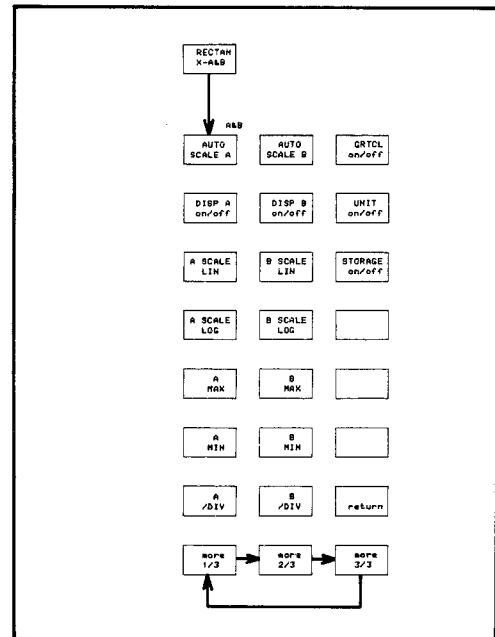 RECTAN
X-A&B
A&B
AUTO
SCALE A
AUTO
SCALE B
GRTCL
on/off
DISP A
on/off
DISP B
on/off
UNIT
on/off
A SCALE
LIN
B SCALE
LIN
STORAGE
on/off
A SCALE
LOG
B SCALE
LOG
A
MAX
B
MAX
A
MIN
B
MIN
A
/DIV
B
/DIV
return
more
1/3
more
2/3
more
3/3